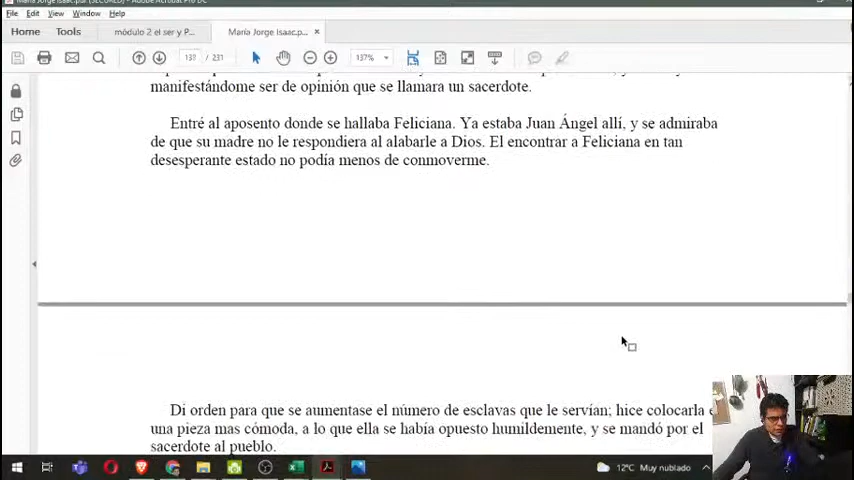 File Edit View Window Help
Home Tools módulo 2 el ser y P... María Jorge Isaac.p... ×
131 / 231 137%
manifestándome ser de opinión que se llamara un sacerdote.
Entré al aposento donde se hallaba Feliciana. Ya estaba Juan Ángel allí, y se admiraba
de que su madre no le respondiera al alabarle a Dios. El encontrar a Feliciana en tan
desesperante estado no podía menos de conmoverme.
Di orden para que se aumentase el número de esclavas que le servían; hice colocarla e
una pieza mas cómoda, a lo que ella se había opuesto humildemente, y se mandó por el
sacerdote al pueblo.
12°C Muy nublado